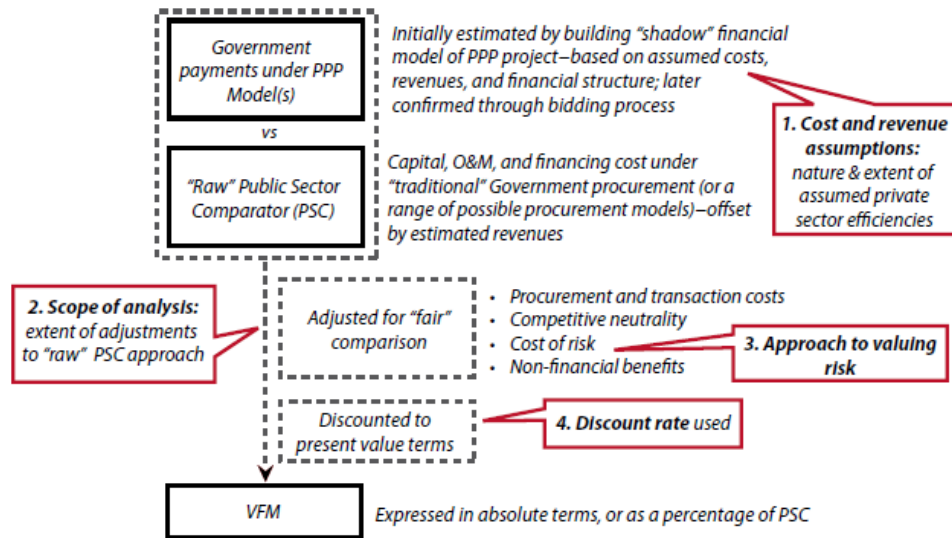 Government
payments under PPP
Model(s)
Initially estimated by building “shadow” financial
model of PPP project–based on assumed costs,
revenues, and financial structure; later
confirmed through bidding process
1. Cost and revenue
assumptions:
nature & extent of
assumed private
sector efficiencies
vs
“Raw” Public Sector
Comparator (PSC)
Capital, O&M, and financing cost under
“traditional” Government procurement (or a
range of possible procurement models)–offset
by estimated revenues
2. Scope of analysis:
extent of adjustments
to “raw” PSC approach
Adjusted for “fair”
comparison
• Procurement and transaction costs
• Competitive neutrality
• Cost of risk
• Non-financial benefits
3. Approach to valuing
risk
Discounted to
present value terms
4. Discount rate used
VFM
Expressed in absolute terms, or as a percentage of PSC